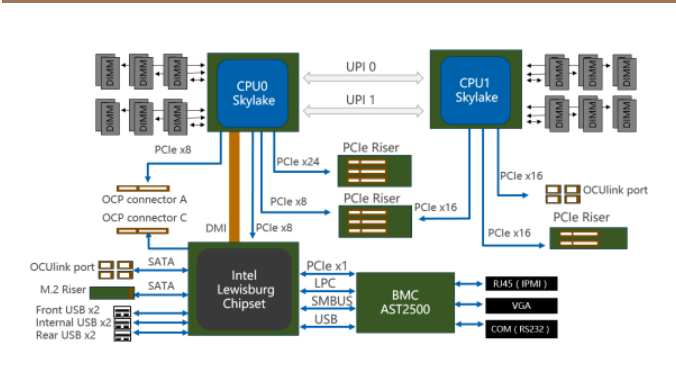 DIMM DIMM DIMM
CPU0
Skylake
UPI 0
UPI 1
CPU1
Skylake
DIMM DIMM DIMM
DIMM DIMM DIMM
DIMM DIMM DIMM
PCIe x8
PCIe x24
PCIe Riser
PCIe x16
OCUlink port
OCP connector A
PCIe x8
PCIe Riser
PCIe x16
PCIe Riser
OCP connector C
DMI
PCIe x8
PCIe x16
OCUlink port
SATA
M.2 Riser
SATA
Front USB x2
Internal USB x2
Rear USB x2
Intel
Lewisburg
Chipset
PCIe x1
LPC
SMBUS
USB
BMC
AST2500
RJ45 ( IPMI )
VGA
COM ( RS232 )